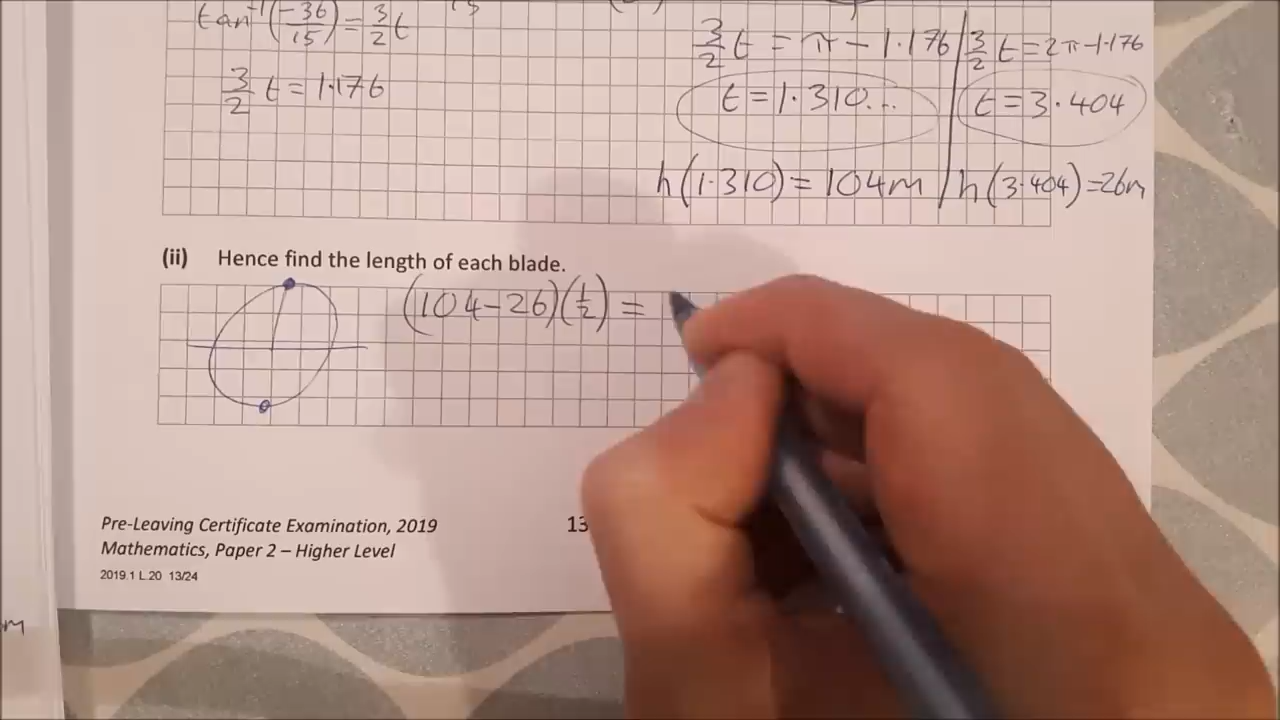 tan⁻¹(-36/15) = 3/2 t
3/2 t = 1.176
3/2 t = π - 1.176
t = 1.310...
h(1.310) = 104m
3/2 t = 2π - 1.176
t = 3.404
h(3.404) = 26m
(ii) Hence find the length of each blade.
(104 - 26)(1/2) =
Pre-Leaving Certificate Examination, 2019
Mathematics, Paper 2 – Higher Level
2019.1 L.20 13/24
13
m